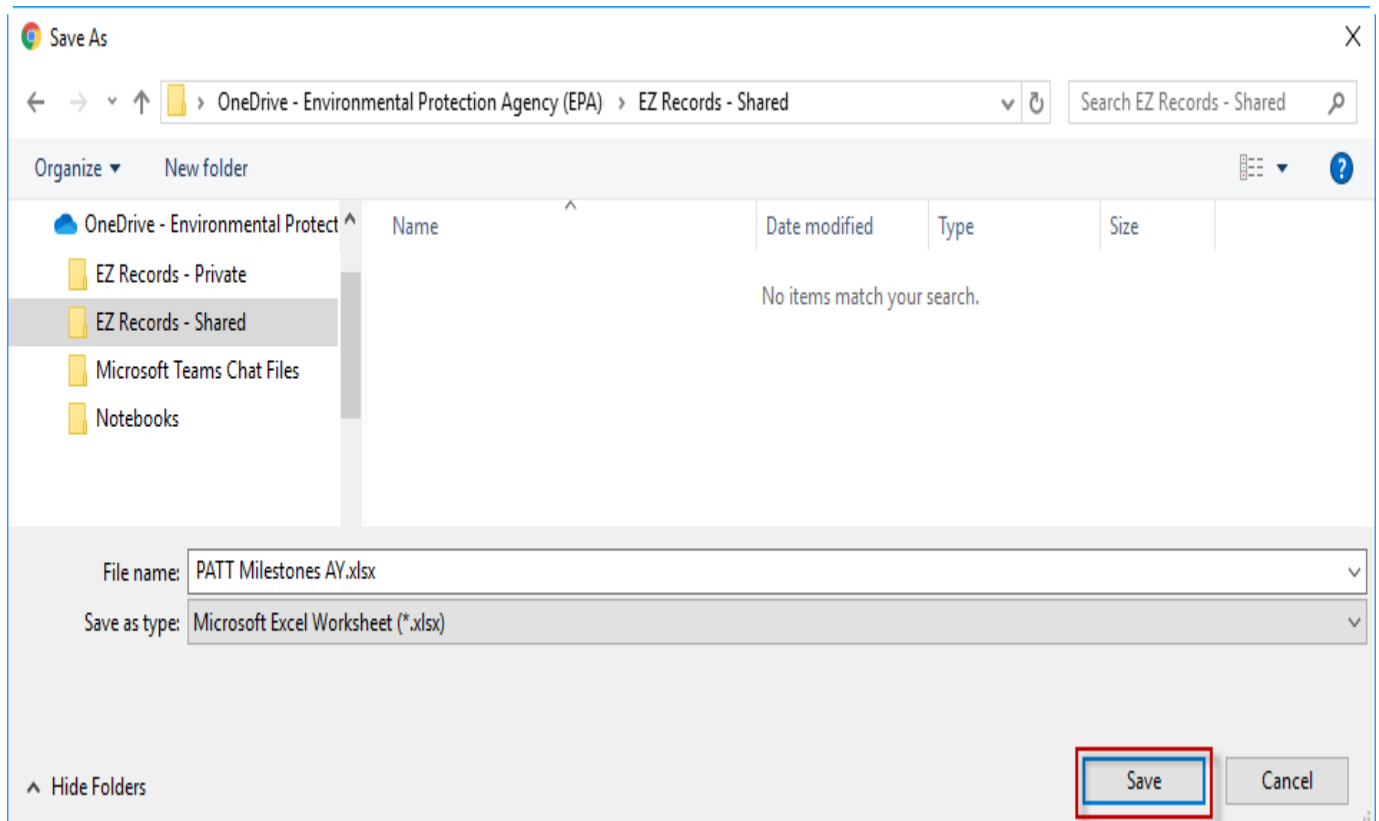 Save As
OneDrive - Environmental Protection Agency (EPA) > EZ Records - Shared
Search EZ Records - Shared
Organize
New folder
OneDrive - Environmental Protect
EZ Records - Private
EZ Records - Shared
Microsoft Teams Chat Files
Notebooks
Name
Date modified
Type
Size
No items match your search.
File name: PATT Milestones AY.xlsx
Save as type: Microsoft Excel Worksheet (*.xlsx)
Hide Folders
Save
Cancel